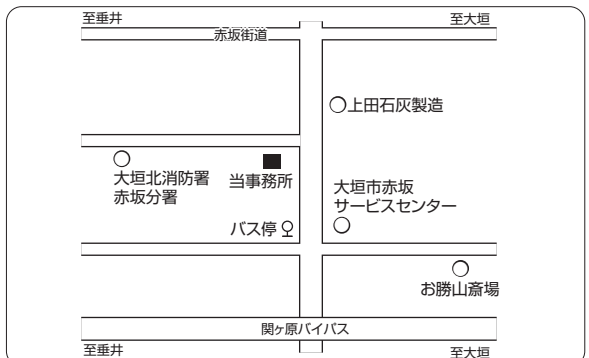 至垂井
至大垣
赤坂街道
上田石灰製造
大垣北消防署
赤坂分署
当事務所
大垣市赤坂
サービスセンター
バス停
お勝山斎場
関ヶ原バイパス
至垂井
至大垣